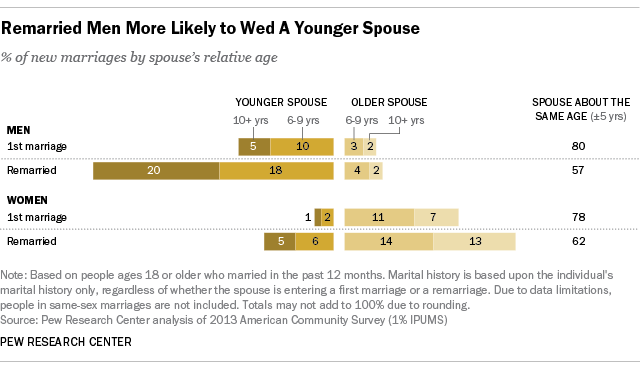 Remarried Men More Likely to Wed A Younger Spouse
% of new marriages by spouse's relative age
YOUNGER SPOUSE OLDER SPOUSE SPOUSE ABOUT THE
10+ yrs 6-9 yrs 6-9 yrs 10+ yrs SAME AGE (±5 yrs)
MEN
1st marriage 5 10 3 2 80
Remarried 20 18 4 2 57
WOMEN
1st marriage 1 2 11 7 78
Remarried 5 6 14 13 62
Note: Based on people ages 18 or older who married in the past 12 months. Marital history is based upon the individual's
marital history only, regardless of whether the spouse is entering a first marriage or a remarriage. Due to data limitations,
people in same-sex marriages are not included. Totals may not add to 100% due to rounding.
Source: Pew Research Center analysis of 2013 American Community Survey (1% IPUMS)
PEW RESEARCH CENTER